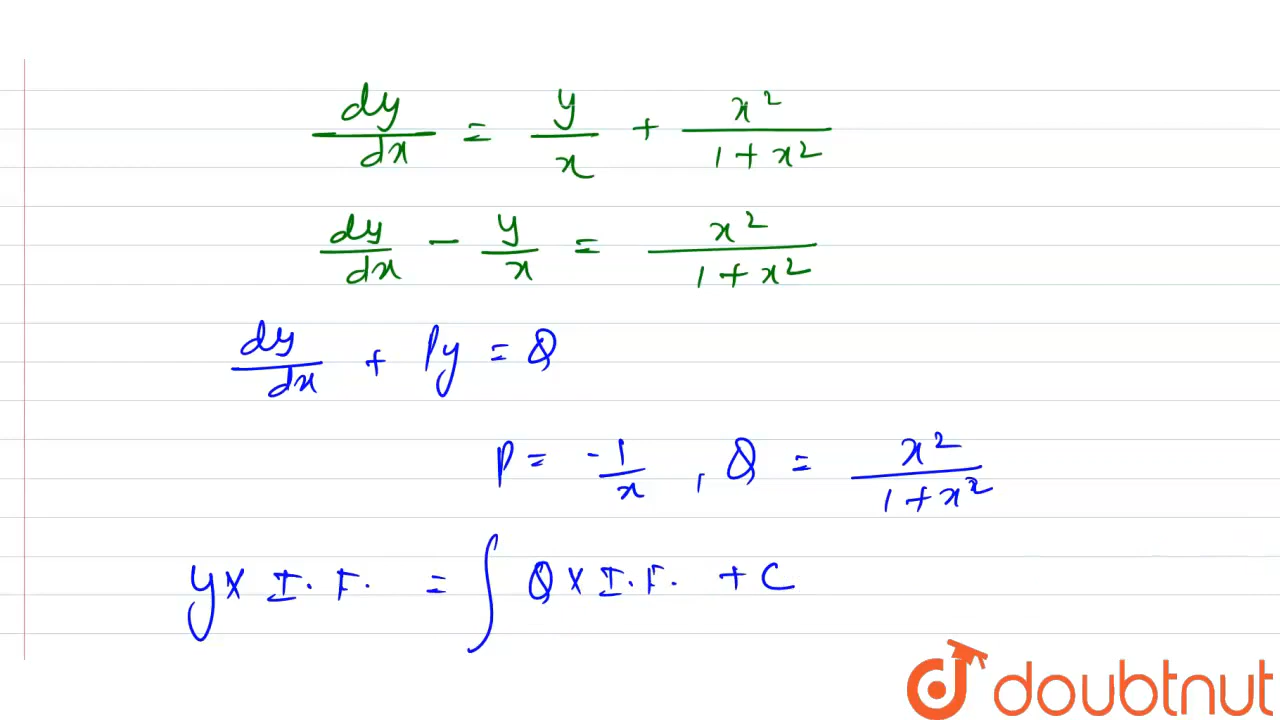 dy/dx = y/x + x²/(1+x²)
dy/dx - y/x = x²/(1+x²)
dy/dx + Py = Q
P = -1/x , Q = x²/(1+x²)
y x I.F. = ∫ Q x I.F. + C
doubtnut